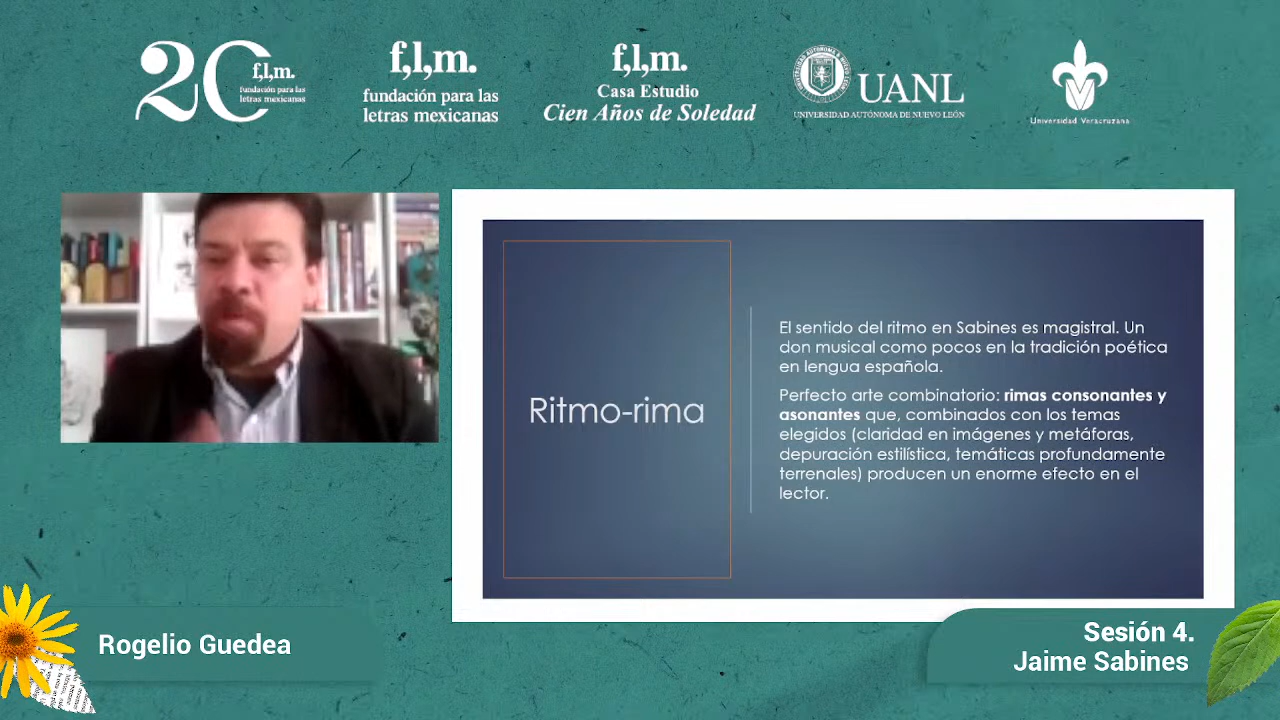 20 f,l,m.
fundación para las
letras mexicanas
f,l,m.
fundación para las
letras mexicanas
f,l,m.
Casa Estudio
Cien Años de Soledad
UANL
UNIVERSIDAD AUTÓNOMA DE NUEVO LEÓN
Universidad Veracruzana
Ritmo-rima
El sentido del ritmo en Sabines es magistral. Un
don musical como pocos en la tradición poética
en lengua española.
Perfecto arte combinatorio: rimas consonantes y
asonantes que, combinados con los temas
elegidos (claridad en imágenes y metáforas,
depuración estilística, temáticas profundamente
terrenales) producen un enorme efecto en el
lector.
Rogelio Guedea
Sesión 4.
Jaime Sabines